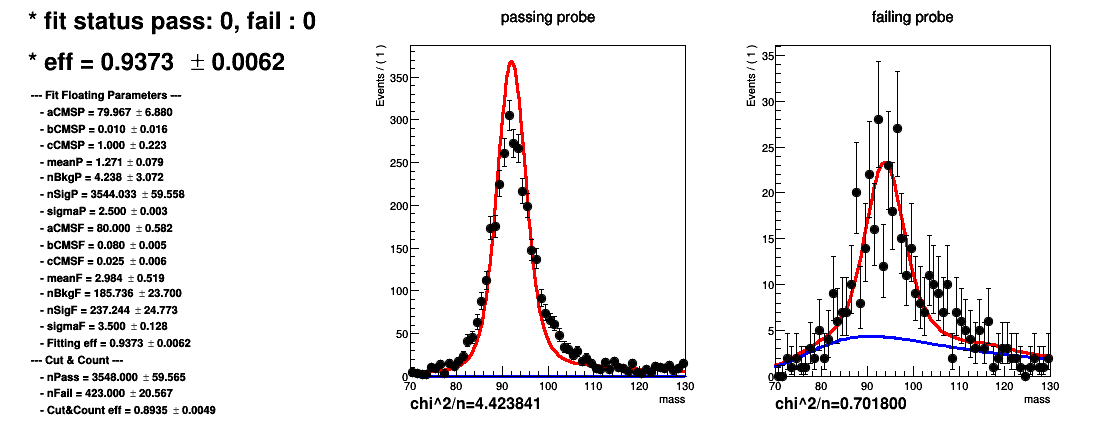 * fit status pass: 0, fail : 0
* eff = 0.9373 ± 0.0062
--- Fit Floating Parameters ---
- aCMSP = 79.967 ± 6.880
- bCMSP = 0.010 ± 0.016
- cCMSP = 1.000 ± 0.223
- meanP = 1.271 ± 0.079
- nBkgP = 4.238 ± 3.072
- nSigP = 3544.033 ± 59.558
- sigmaP = 2.500 ± 0.003
- aCMSF = 80.000 ± 0.582
- bCMSF = 0.080 ± 0.005
- cCMSF = 0.025 ± 0.006
- meanF = 2.984 ± 0.519
- nBkgF = 185.736 ± 23.700
- nSigF = 237.244 ± 24.773
- sigmaF = 3.500 ± 0.128
- Fitting eff = 0.9373 ± 0.0062
--- Cut & Count ---
- nPass = 3548.000 ± 59.565
- nFail = 423.000 ± 20.567
- Cut&Count eff = 0.8935 ± 0.0049
passing probe
Events / ( 1 )
350
300
250
200
150
100
50
0
70 80 90 100 110 120 130
mass
chi^2/n=4.423841
failing probe
Events / ( 1 )
35
30
25
20
15
10
5
0
70 80 90 100 110 120 130
mass
chi^2/n=0.701800